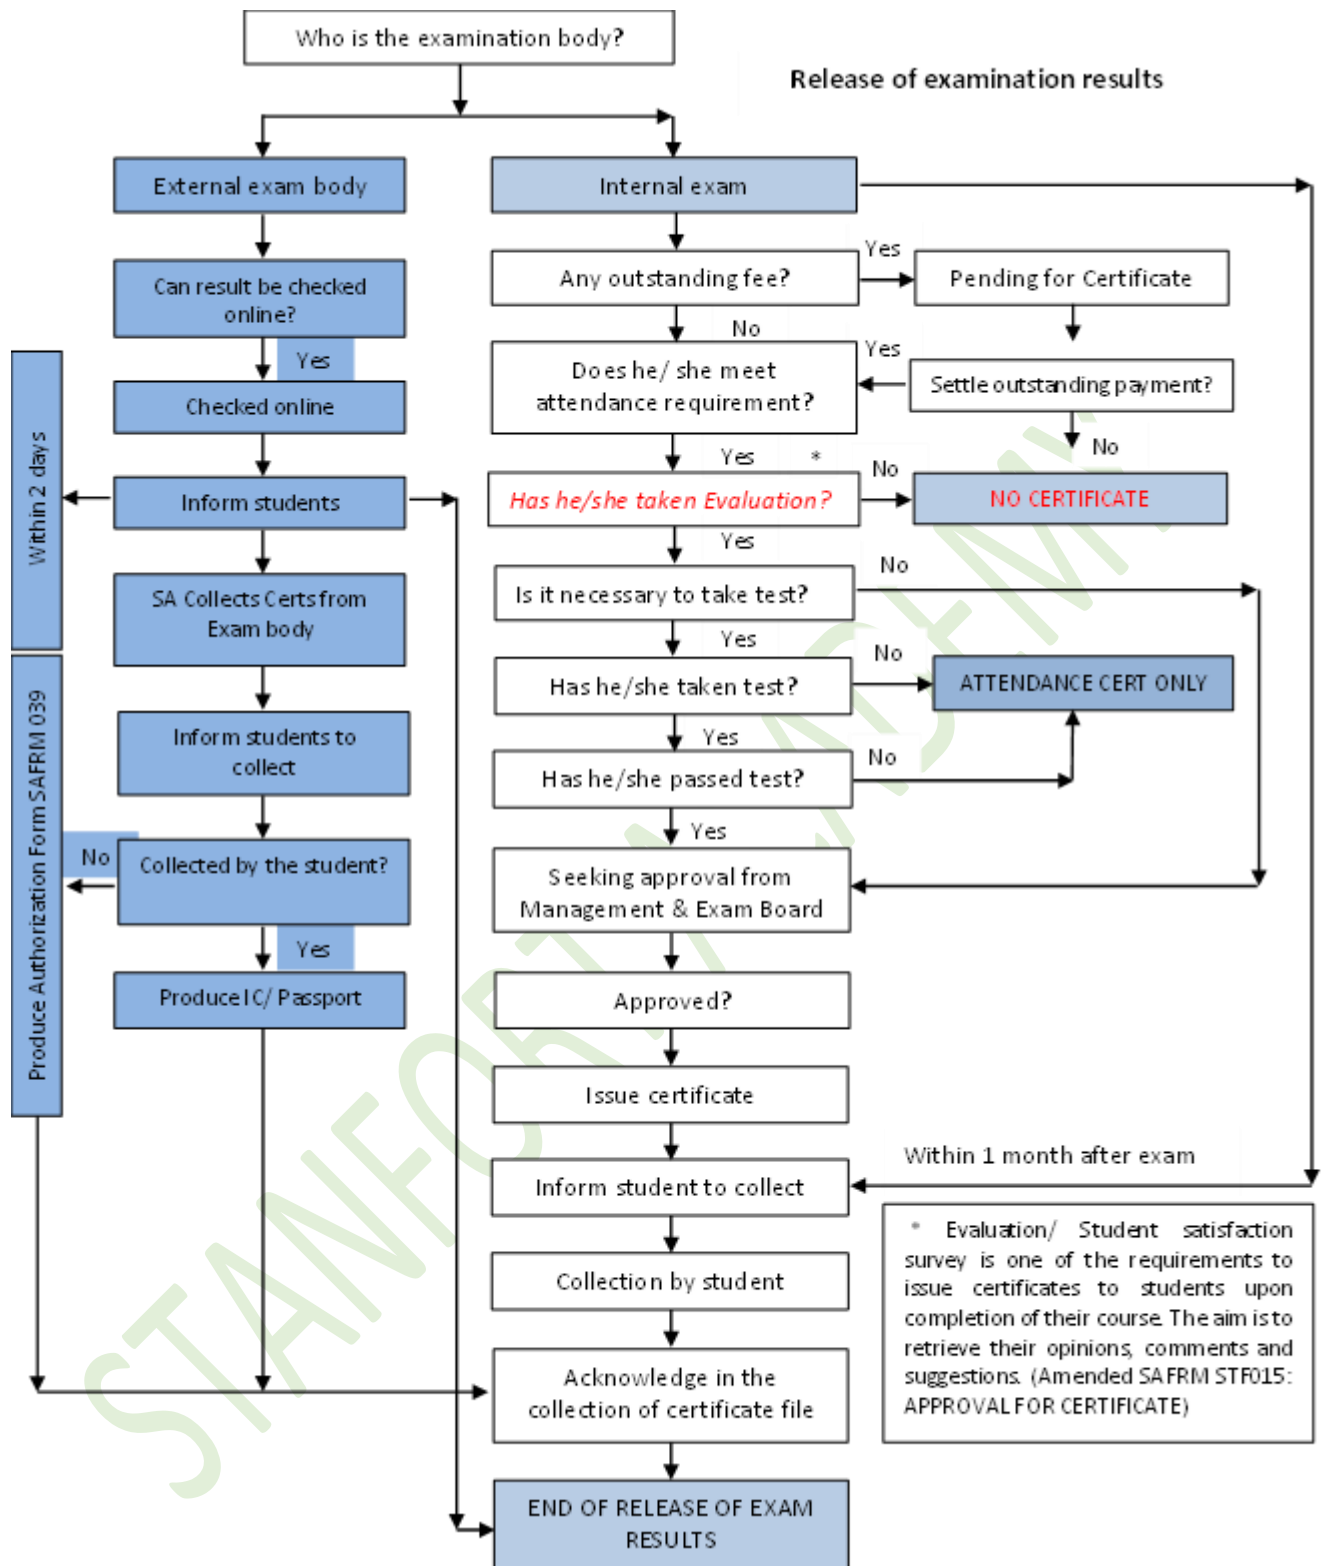 Who is the examination body?
Release of examination results
External exam body
Internal exam
Can result be checked
online?
Yes
Checked online
Within 2 days
Inform students
SA Collects Certs from
Exam body
Inform students to
collect
Produce Authorization Form SAFRM 039
No
Collected by the student?
Yes
Produce IC/ Passport
Any outstanding fee?
Yes
Pending for Certificate
No
Yes
Does he/ she meet
attendance requirement?
Settle outstanding payment?
No
Yes
*
Has he/she taken Evaluation?
No
NO CERTIFICATE
Yes
Is it necessary to take test?
No
Yes
Has he/she taken test?
No
ATTENDANCE CERT ONLY
Yes
Has he/she passed test?
No
Yes
Seeking approval from
Management & Exam Board
Approved?
Issue certificate
Within 1 month after exam
Inform student to collect
Collection by student
* Evaluation/ Student satisfaction
survey is one of the requirements to
issue certificates to students upon
completion of their course. The aim is to
retrieve their opinions, comments and
suggestions. (Amended SAFRM STF015:
APPROVAL FOR CERTIFICATE)
Acknowledge in the
collection of certificate file
END OF RELEASE OF EXAM
RESULTS
STANFORT ACADEMY